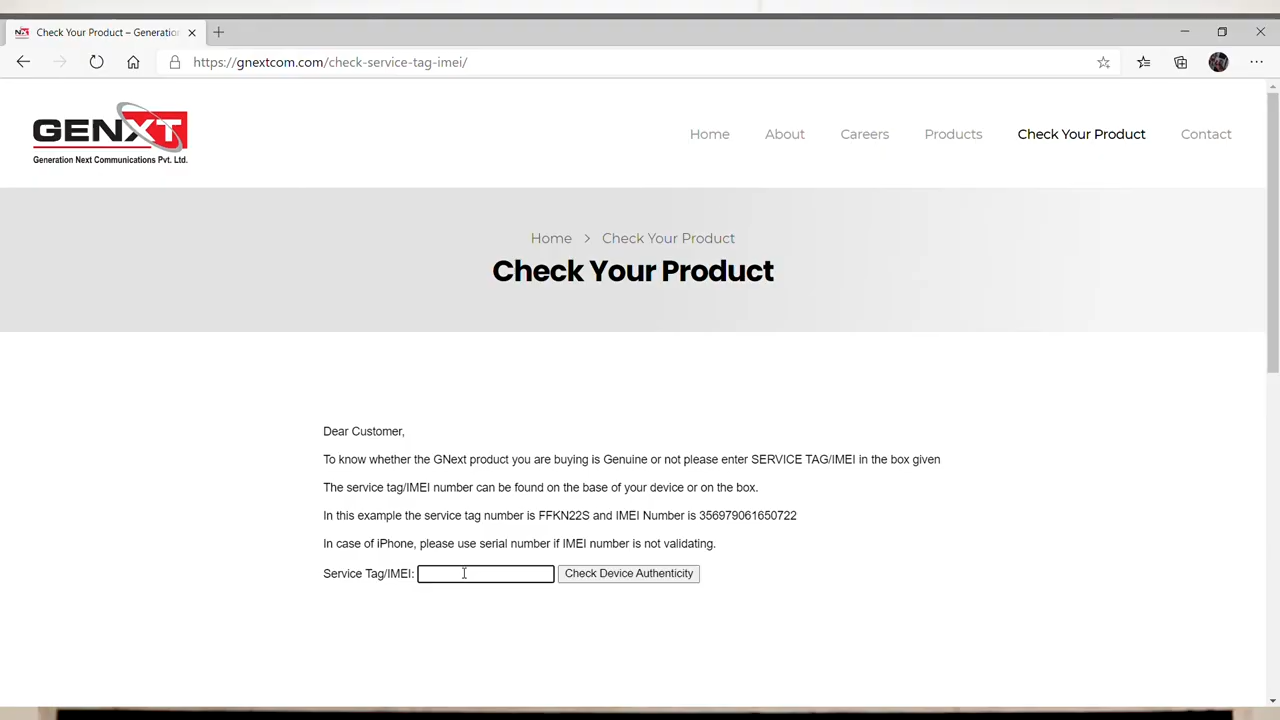 Check Your Product – Generation
https://gnextcom.com/check-service-tag-imei/
GENXT
Generation Next Communications Pvt. Ltd.
Home
About
Careers
Products
Check Your Product
Contact
Home > Check Your Product
Check Your Product
Dear Customer,
To know whether the GNext product you are buying is Genuine or not please enter SERVICE TAG/IMEI in the box given
The service tag/IMEI number can be found on the base of your device or on the box.
In this example the service tag number is FFKN22S and IMEI Number is 356979061650722
In case of iPhone, please use serial number if IMEI number is not validating.
Service Tag/IMEI:
Check Device Authenticity